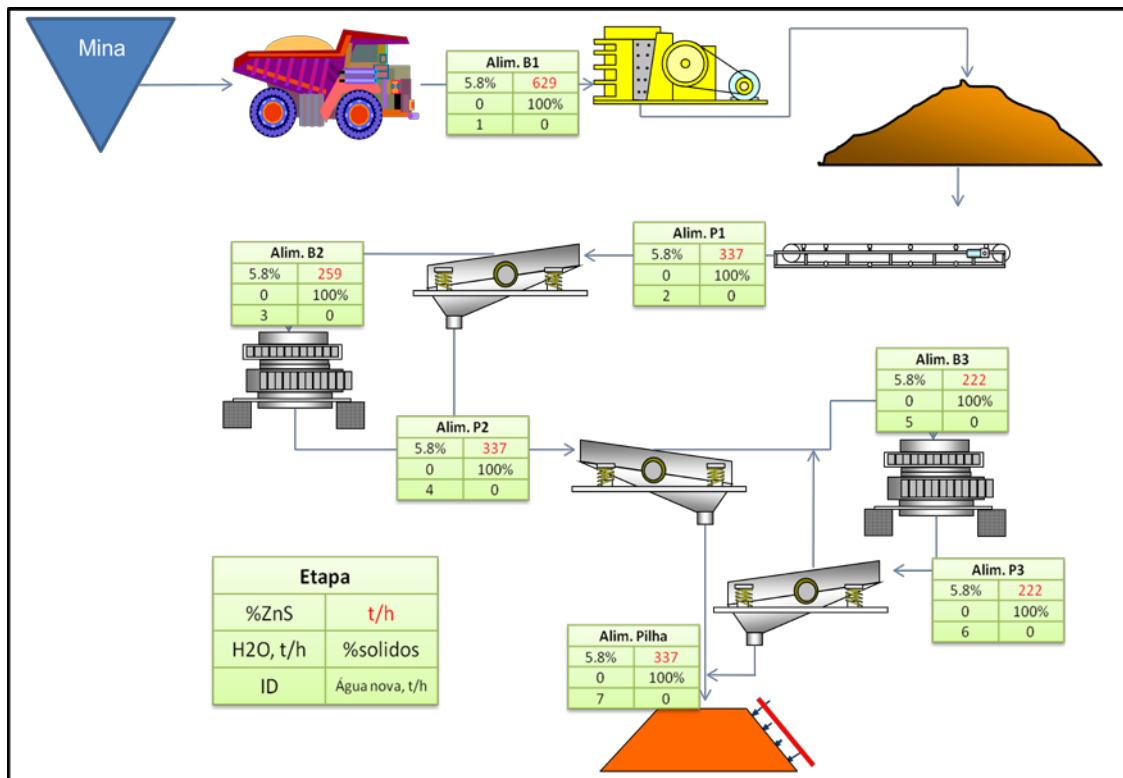 Mina
Alim. B1
5.8% 629
0 100%
1 0
Alim. P1
5.8% 337
0 100%
2 0
Alim. B2
5.8% 259
0 100%
3 0
Alim. B3
5.8% 222
0 100%
5 0
Alim. P2
5.8% 337
0 100%
4 0
Alim. P3
5.8% 222
0 100%
6 0
Etapa
%ZnS t/h
H2O, t/h %solidos
ID Água nova, t/h
Alim. Pilha
5.8% 337
0 100%
7 0